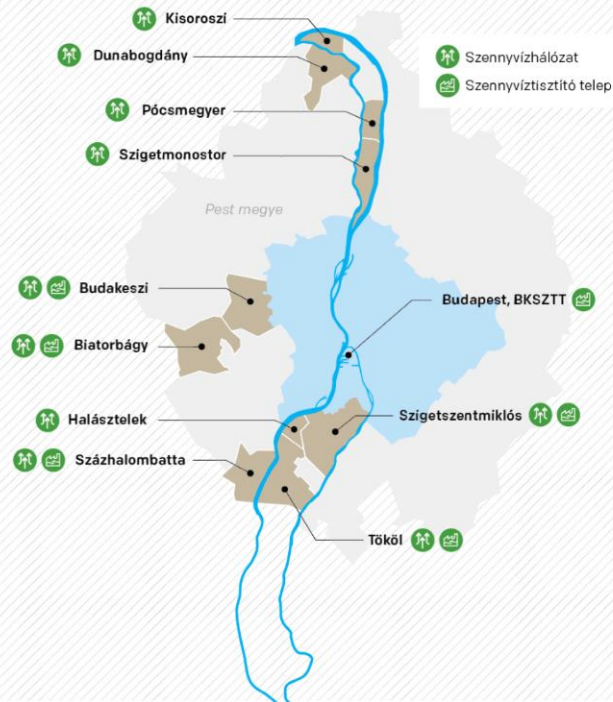 Kisoroszi
Dunabogdány
Szennyvízhálózat
Szennyvíztisztító telep
Pócsmegyer
Szigetmonostor
Pest megye
Budakeszi
Budapest, BKSZTT
Biatorbágy
Halásztelek
Szigetszentmiklós
Százhalombatta
Tököl